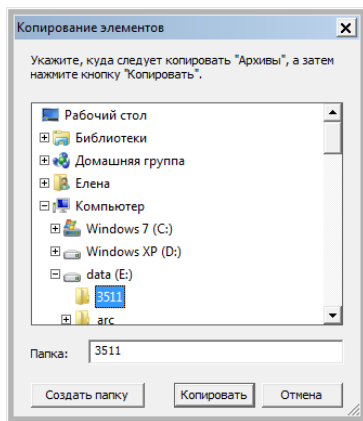 Копирование элементов
Укажите, куда следует копировать "Архивы", а затем
нажмите кнопку "Копировать".
Рабочий стол
Библиотеки
Домашняя группа
Елена
Компьютер
Windows 7 (C:)
Windows XP (D:)
data (E:)
3511
arc
Папка: 3511
Создать папку Копировать Отмена